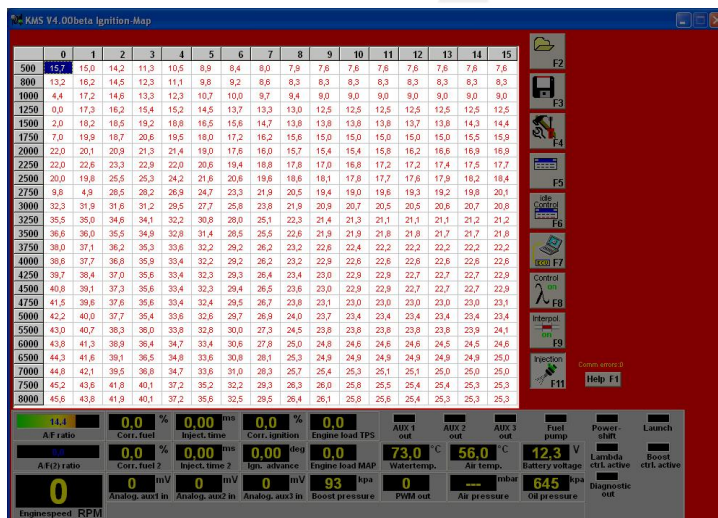 KMS V4.00beta Ignition-Map
0 1 2 3 4 5 6 7 8 9 10 11 12 13 14 15
500 15,7 15,0 14,2 11,3 10,5 8,9 8,4 8,0 7,9 7,6 7,6 7,6 7,6 7,6 7,6 7,6
800 13,2 16,2 14,5 12,3 11,1 9,8 9,2 8,6 8,3 8,3 8,3 8,3 8,3 8,3 8,3 8,3
1000 4,4 17,2 14,6 13,3 12,3 10,7 10,0 9,7 9,4 9,0 9,0 9,0 9,0 9,0 9,0 9,0
1250 0,0 17,3 16,2 15,4 15,2 14,5 13,7 13,3 13,0 12,5 12,5 12,5 12,5 12,5 12,5 12,5
1500 2,0 18,2 18,5 19,2 18,8 16,5 15,6 14,7 13,8 13,8 13,8 13,8 13,7 13,8 14,3 14,4
1750 7,0 19,9 18,7 20,6 19,5 18,0 17,2 16,2 15,6 15,0 15,0 15,0 15,0 15,0 15,5 15,9
2000 22,0 20,1 20,9 21,3 21,4 19,0 17,6 16,0 15,7 15,4 15,4 15,8 16,2 16,6 16,9 16,9
2250 22,0 22,6 23,3 22,9 22,0 20,6 19,4 18,8 17,8 17,0 16,8 17,2 17,2 17,4 17,5 17,7
2500 20,0 19,8 25,5 25,3 24,2 21,6 20,6 19,6 18,6 18,1 17,8 17,7 17,6 17,9 18,2 18,4
2750 9,8 4,9 28,5 28,2 26,9 24,7 23,3 21,9 20,5 19,4 19,0 19,6 19,3 19,2 19,8 20,1
3000 32,3 31,9 31,6 31,2 29,5 27,7 25,8 23,8 21,9 20,9 20,7 20,5 20,5 20,6 20,7 20,8
3250 35,5 35,0 34,6 34,1 32,2 30,8 28,0 25,1 22,3 21,4 21,3 21,1 21,1 21,1 21,2 21,2
3500 36,6 36,0 35,5 34,9 32,8 31,4 28,5 25,5 22,6 21,9 21,9 21,8 21,8 21,7 21,7 21,8
3750 38,0 37,1 36,2 35,3 33,6 32,2 29,2 26,2 23,2 22,6 22,4 22,2 22,2 22,2 22,2 22,2
4000 38,6 37,7 36,8 35,9 33,4 32,2 29,2 26,2 23,2 22,9 22,6 22,6 22,6 22,6 22,6 22,6
4250 39,7 38,4 37,0 35,6 33,4 32,3 29,3 26,4 23,4 23,0 22,9 22,9 22,7 22,7 22,7 22,9
4500 40,8 39,1 37,3 35,6 33,4 32,3 29,4 26,5 23,6 23,0 22,9 22,9 22,7 22,7 22,7 22,9
4750 41,5 39,6 37,6 35,6 33,4 32,4 29,5 26,7 23,8 23,1 23,0 23,0 23,0 23,0 23,0 23,1
5000 42,2 40,0 37,7 35,4 33,6 32,6 29,7 26,9 24,0 23,7 23,4 23,4 23,4 23,4 23,4 23,4
5500 43,0 40,7 38,3 36,0 33,8 32,8 30,0 27,3 24,5 23,8 23,8 23,8 23,8 23,8 23,9 24,1
6000 43,8 41,3 38,9 36,4 34,7 33,3 30,6 27,8 25,0 25,0 24,8 24,6 24,6 24,6 24,5 24,6
6500 44,3 41,6 39,1 36,5 34,8 33,6 30,8 28,1 25,3 24,9 24,9 24,9 24,9 24,9 24,9 25,0
7000 44,8 42,1 39,5 36,8 34,7 33,6 31,0 28,3 25,7 25,4 25,3 25,1 25,1 25,0 25,0 25,0
7500 45,2 43,6 41,8 40,1 37,2 35,2 32,2 29,3 26,3 26,0 25,8 25,5 25,4 25,4 25,3 25,3
8000 45,6 43,8 41,9 40,1 37,2 35,6 32,5 29,5 26,4 26,1 25,8 25,6 25,4 25,3 25,3 25,3
F2
F3
F4
F5
Idle
Control
F6
ECU F7
Control
on
λ F8
Interpol.
on
F9
Injection
F11
Comm errors:0
Help F1
14,4 0,0 % 0,00 ms 0,0 % 0,0
A/F ratio Corr. fuel Inject. time Corr. ignition Engine load TPS AUX 1 out AUX 2 out AUX 3 out Fuel pump Power-shift Launch
0,0 0,0 % 0,00 ms 0,00 deg 0,0 73,0 °C 56,0 °C 12,3 V
A/F(2) ratio Corr. fuel 2 Inject. time 2 Ign. advance Engine load MAP Watertemp. Air temp. Battery voltage Lambda ctrl. active Boost ctrl. active
0 0 mV 0 mV 0 mV 93 kpa 0 --- mbar 645 kpa
Analog. aux1 in Analog. aux2 in Analog. aux3 in Boost pressure PWM out Air pressure Oil pressure Diagnostic out
Enginespeed RPM